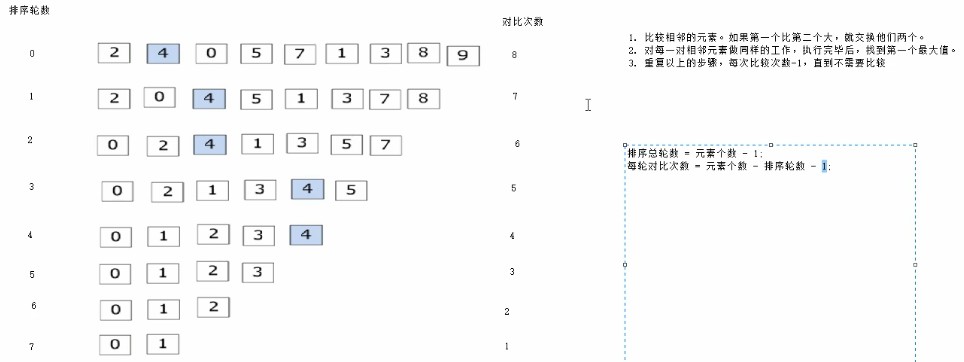 排序轮数
对比次数
0 2 4 0 5 7 1 3 8 9 8
1 2 0 4 5 1 3 7 8 7
2 0 2 4 1 3 5 7 6
3 0 2 1 3 4 5 5
4 0 1 2 3 4 4
5 0 1 2 3 3
6 0 1 2 2
7 0 1 1
1. 比较相邻的元素。如果第一个比第二个大，就交换他们两个。
2. 对每一对相邻元素做同样的工作，执行完毕后，找到第一个最大值。
3. 重复以上的步骤，每次比较次数-1，直到不需要比较
排序总轮数 = 元素个数 - 1;
每轮对比次数 = 元素个数 - 排序轮数 - 1;